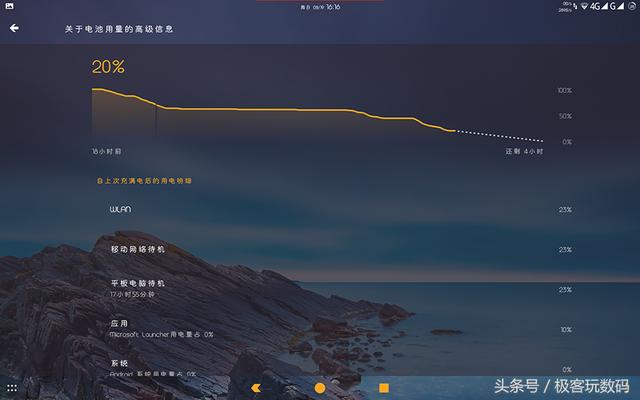 周日 08/19 16:16
4G G
关于电池用量的高级信息
20%
100%
50%
0%
18小时前
还剩 4小时
自上次充满电后的用电明细
WLAN
23%
移动网络待机
23%
平板电脑待机
17小时55分钟
23%
应用
Microsoft Launcher用电量占 0%
10%
系统
Android 系统用电量占 0%
0%
头条号 / 极客玩数码